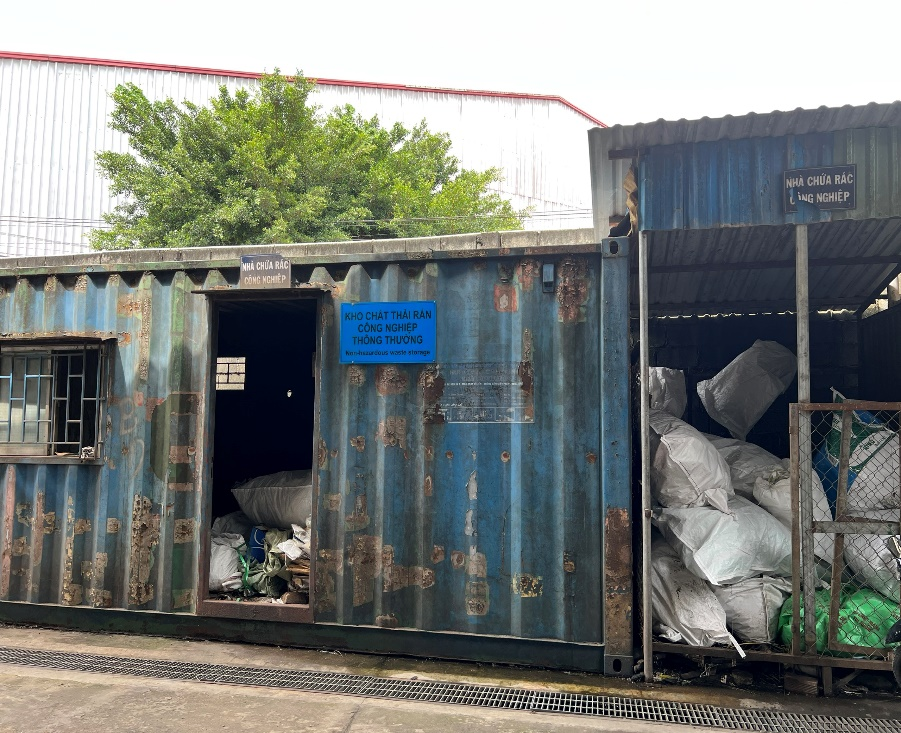 NHÀ CHỨA RÁC
CÔNG NGHIỆP
NHÀ CHỨA RÁC
CÔNG NGHIỆP
KHO CHẤT THẢI RẮN
CÔNG NGHIỆP
THÔNG THƯỜNG
Non-hazardous waste storage